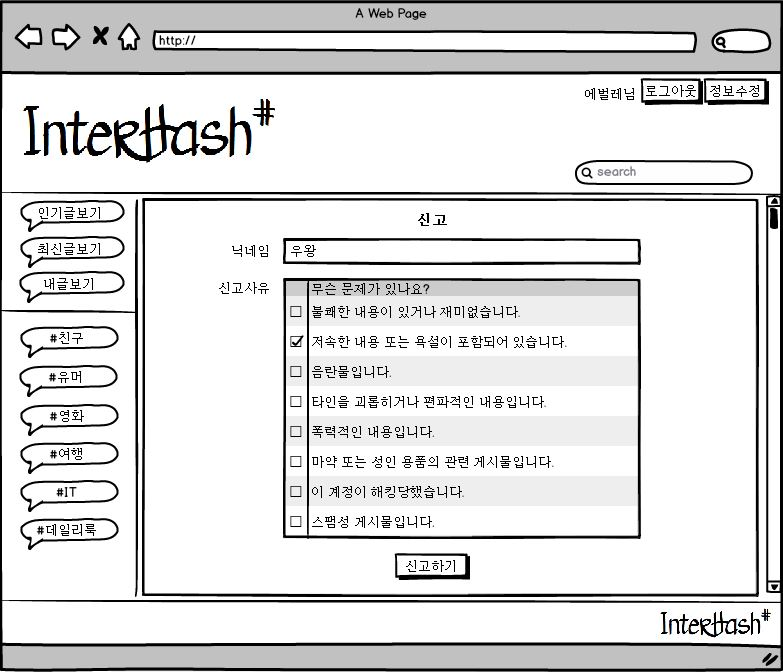 A Web Page
http://
에벌레님 로그아웃 정보수정
InterHash#
search
인기글보기
최신글보기
내글보기
#친구
#유머
#영화
#여행
#IT
#데일리룩
신고
닉네임 우왕
신고사유 무슨 문제가 있나요?
불쾌한 내용이 있거나 재미없습니다.
저속한 내용 또는 욕설이 포함되어 있습니다.
음란물입니다.
타인을 괴롭히거나 편파적인 내용입니다.
폭력적인 내용입니다.
마약 또는 성인 용품의 관련 게시물입니다.
이 계정이 해킹당했습니다.
스팸성 게시물입니다.
신고하기
InterHash#